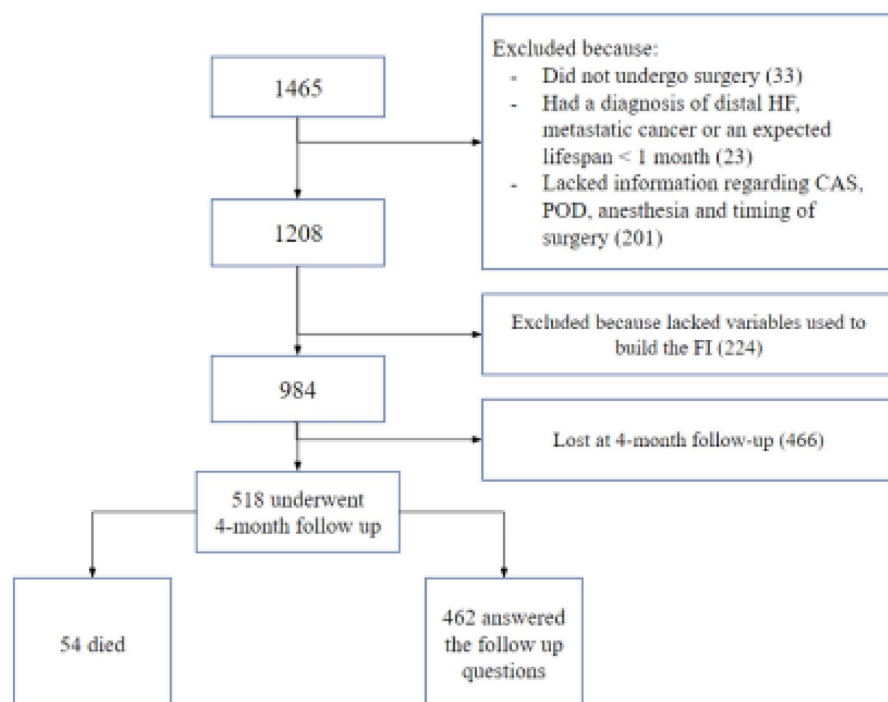 1465
Excluded because:
- Did not undergo surgery (33)
- Had a diagnosis of distal HF,
metastatic cancer or an expected
lifespan < 1 month (23)
- Lacked information regarding CAS,
POD, anesthesia and timing of
surgery (201)
1208
Excluded because lacked variables used to
build the FI (224)
984
Lost at 4-month follow-up (466)
518 underwent
4-month follow up
54 died
462 answered
the follow up
questions